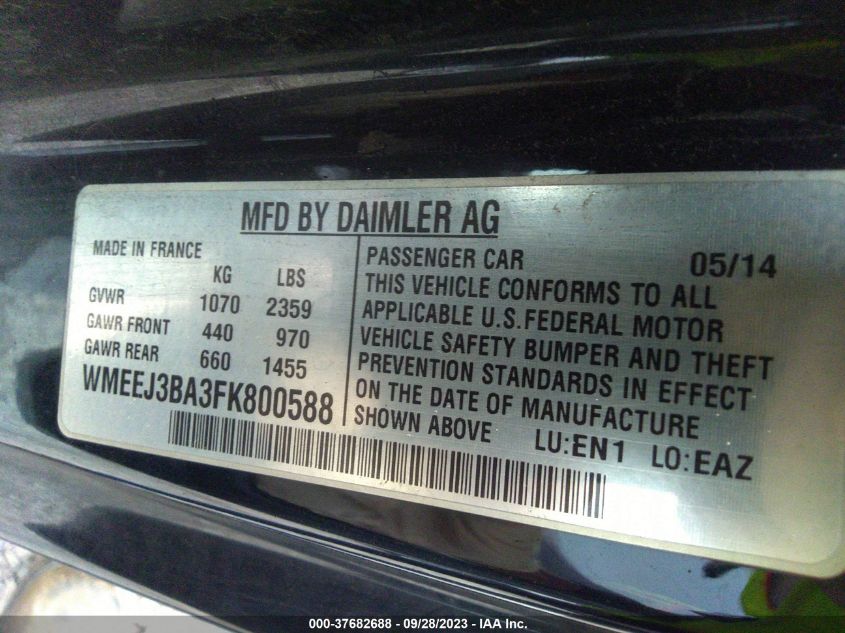 MFD BY DAIMLER AG
MADE IN FRANCE
KG LBS
GVWR 1070 2359
GAWR FRONT 440 970
GAWR REAR 660 1455
WMEEJ3BA3FK800588
PASSENGER CAR 05/14
THIS VEHICLE CONFORMS TO ALL
APPLICABLE U.S.FEDERAL MOTOR
VEHICLE SAFETY BUMPER AND THEFT
PREVENTION STANDARDS IN EFFECT
ON THE DATE OF MANUFACTURE
SHOWN ABOVE LU:EN1 LO:EAZ
000-37682688 - 09/28/2023 - IAA Inc.